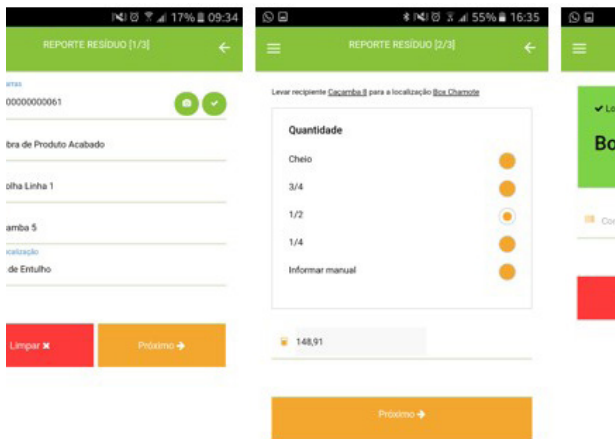 17% 09:34
REPORTE RESÍDUO [1/3]
00000000061
bra de Produto Acabado
olha Linha 1
amba 5
ocalização
de Entulho
Limpar
Próximo
55% 16:35
REPORTE RESÍDUO [2/3]
Levar recipiente Caçamba 8 para a localização Box Chamote
Quantidade
Cheio
3/4
1/2
1/4
Informar manual
148,91
Próximo
Lo
Bo